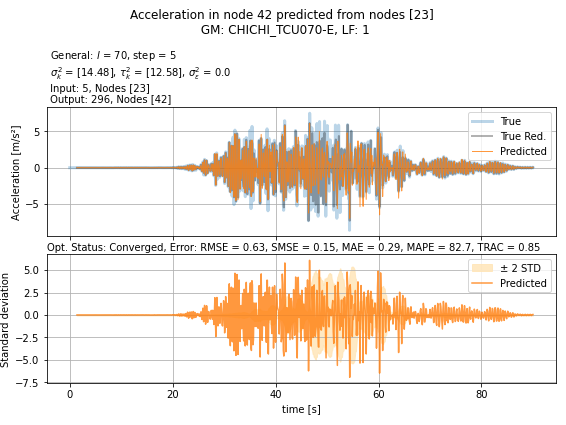 Acceleration in node 42 predicted from nodes [23]
GM: CHICHI_TCU070-E, LF: 1
General: l = 70, step = 5
σ²ₖ = [14.48], τ²ₖ = [12.58], σ²ε = 0.0
Input: 5, Nodes [23]
Output: 296, Nodes [42]
Acceleration [m/s²]
5
0
−5
True
True Red.
Predicted
Opt. Status: Converged, Error: RMSE = 0.63, SMSE = 0.15, MAE = 0.29, MAPE = 82.7, TRAC = 0.85
Standard deviation
5.0
2.5
0.0
−2.5
−5.0
−7.5
± 2 STD
Predicted
0 20 40 60 80
time [s]